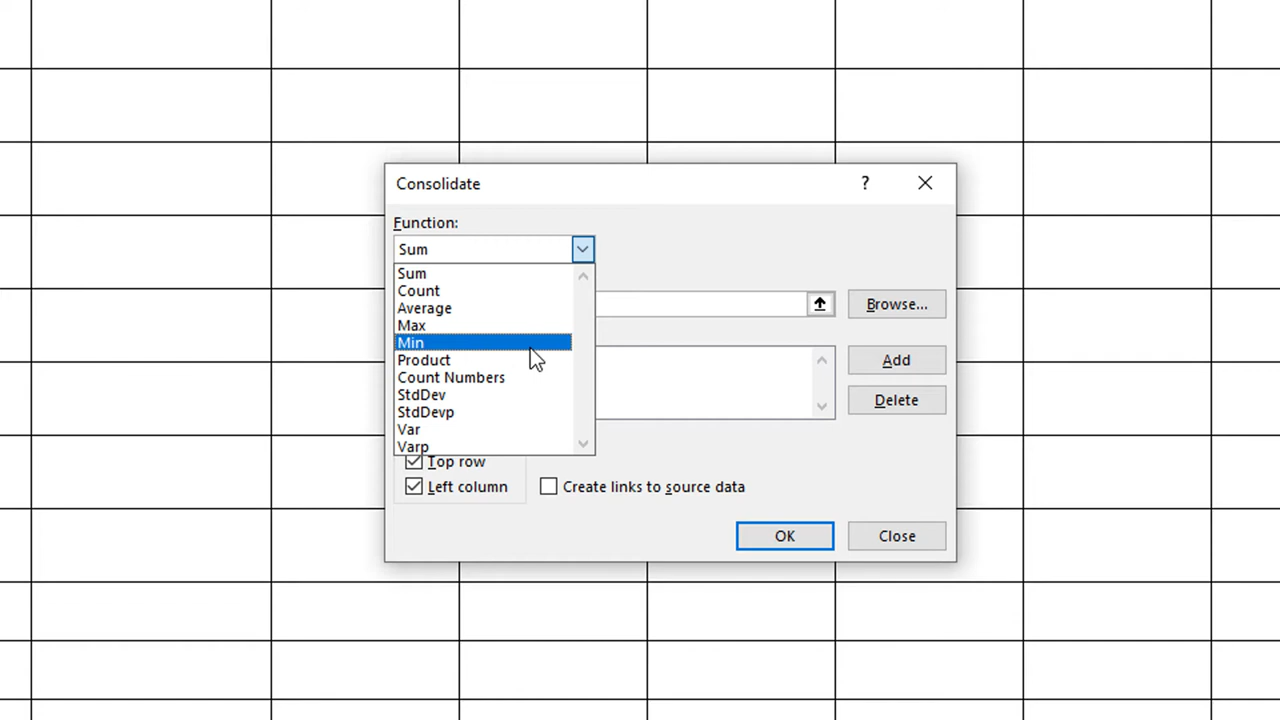 Consolidate ?
Function:
Sum
Sum
Count
Average
Browse...
Max
Min
Product
Add
Count Numbers
StdDev
Delete
StdDevp
Var
Varp
Top row
Left column
Create links to source data
OK
Close